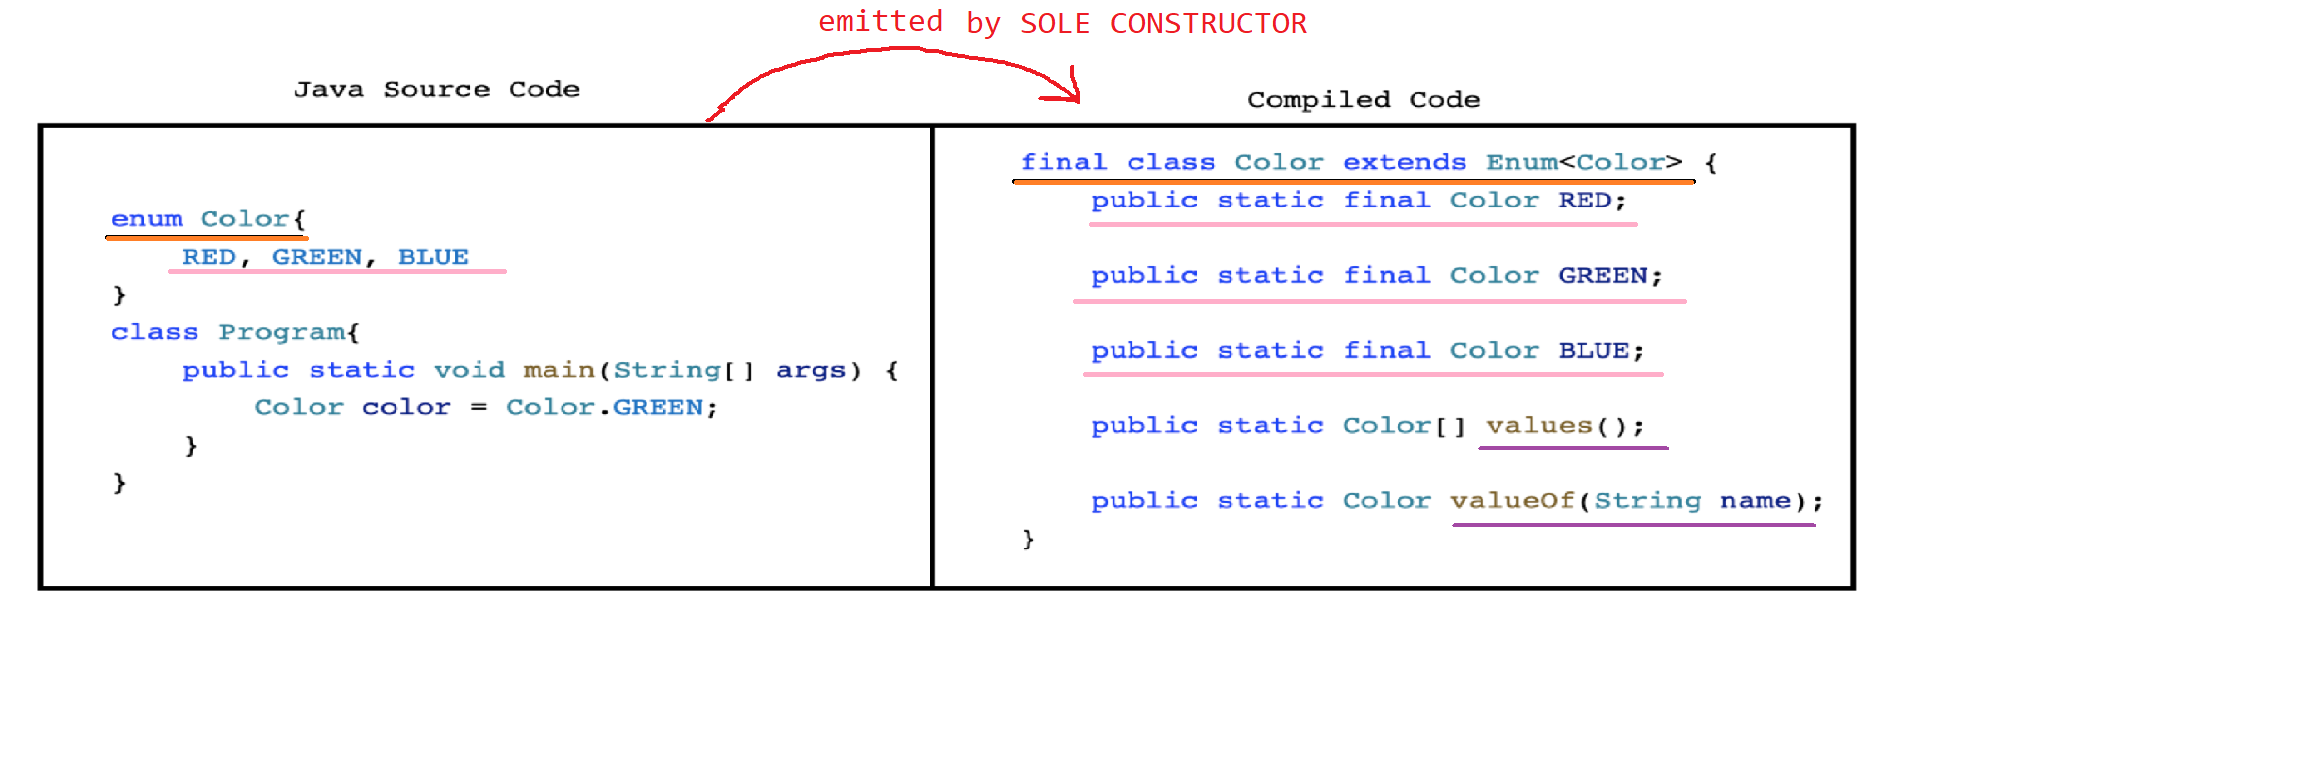 emitted by SOLE CONSTRUCTOR
Java Source Code
enum Color{
RED, GREEN, BLUE
}
class Program{
public static void main(String[] args) {
Color color = Color.GREEN;
}
}
Compiled Code
final class Color extends Enum<Color> {
public static final Color RED;
public static final Color GREEN;
public static final Color BLUE;
public static Color[] values();
public static Color valueOf(String name);
}